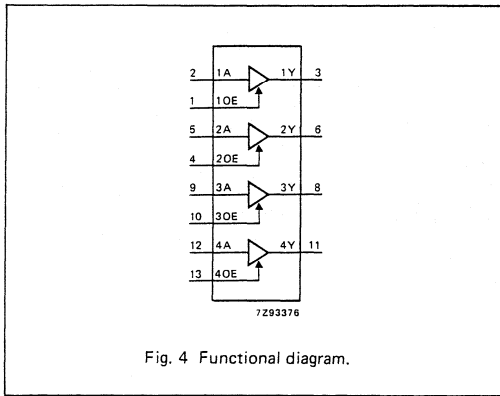 2 1A 1Y 3
1 1OE
5 2A 2Y 6
4 2OE
9 3A 3Y 8
10 3OE
12 4A 4Y 11
13 4OE
7Z93376
Fig. 4 Functional diagram.